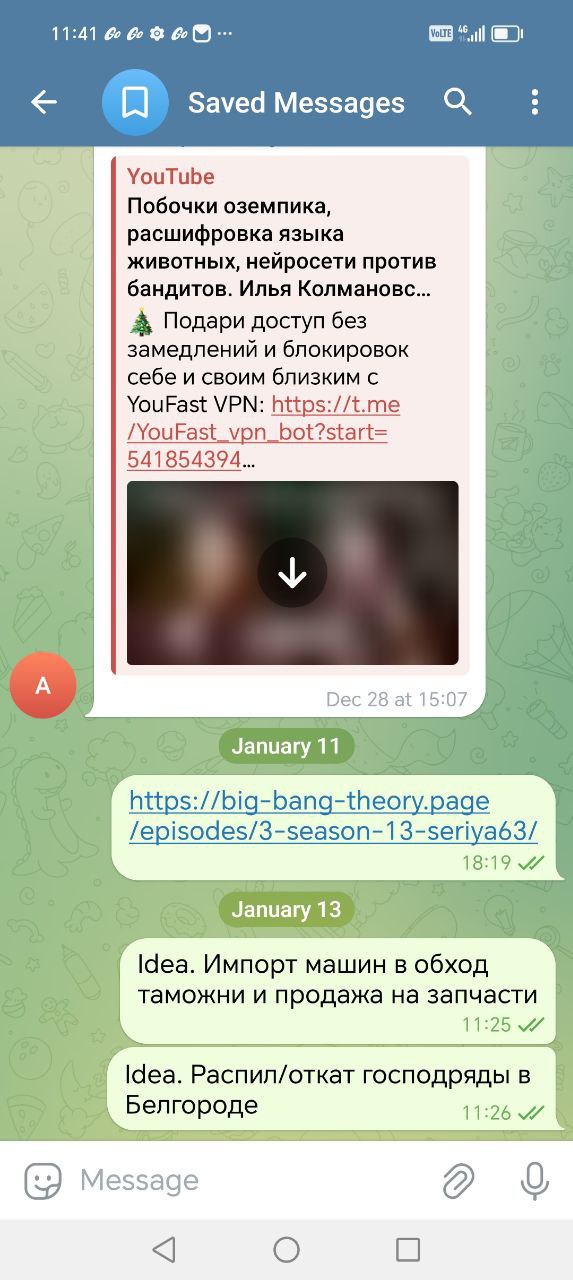 11:41
VoLTE 4G
Saved Messages
YouTube
Побочки оземпика,
расшифровка языка
животных, нейросети против
бандитов. Илья Колмановс...
🎄 Подари доступ без
замедлений и блокировок
себе и своим близким с
YouFast VPN: https://t.me
/YouFast_vpn_bot?start=
541854394...
A
Dec 28 at 15:07
January 11
https://big-bang-theory.page
/episodes/3-season-13-seriya63/
18:19
January 13
Idea. Импорт машин в обход
таможни и продажа на запчасти
11:25
Idea. Распил/откат господряды в
Белгороде
11:26
Message